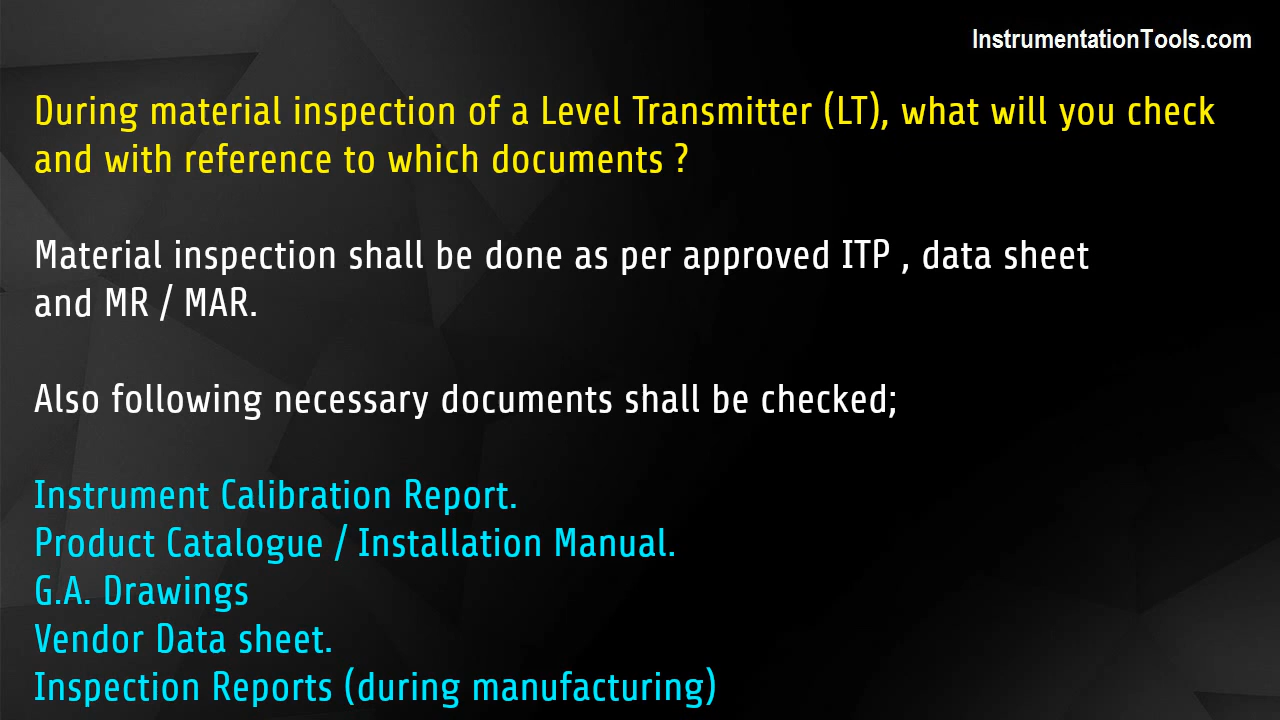 InstrumentationTools.com
During material inspection of a Level Transmitter (LT), what will you check
and with reference to which documents ?
Material inspection shall be done as per approved ITP , data sheet
and MR / MAR.
Also following necessary documents shall be checked;
Instrument Calibration Report.
Product Catalogue / Installation Manual.
G.A. Drawings
Vendor Data sheet.
Inspection Reports (during manufacturing)